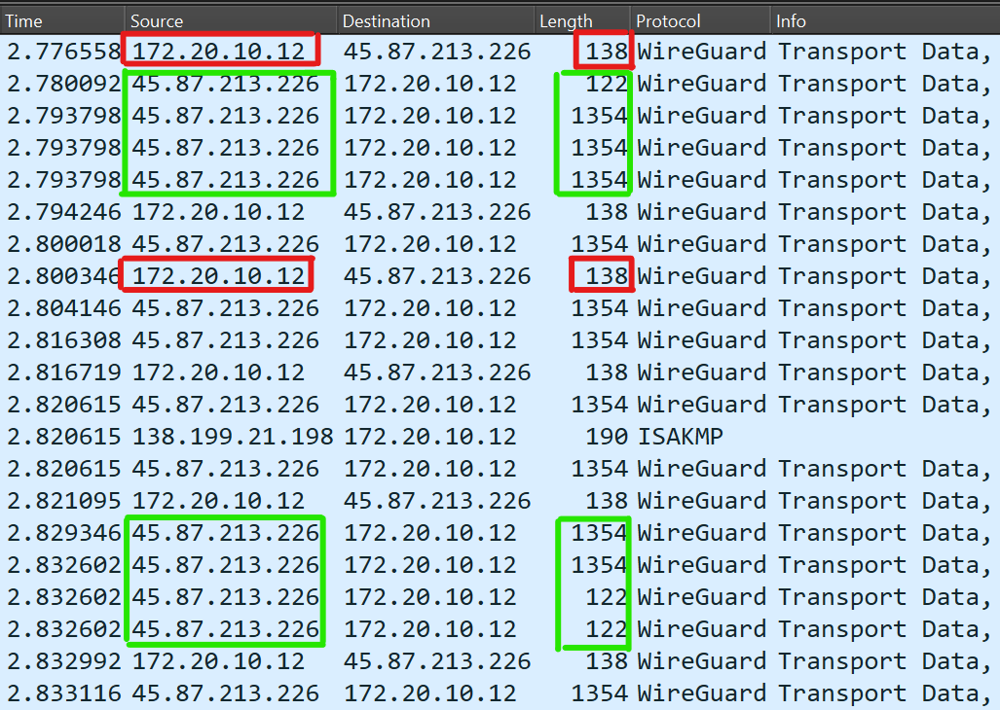 Time Source Destination Length Protocol Info
2.776558 172.20.10.12 45.87.213.226 138 WireGuard Transport Data,
2.780092 45.87.213.226 172.20.10.12 122 WireGuard Transport Data,
2.793798 45.87.213.226 172.20.10.12 1354 WireGuard Transport Data,
2.793798 45.87.213.226 172.20.10.12 1354 WireGuard Transport Data,
2.793798 45.87.213.226 172.20.10.12 1354 WireGuard Transport Data,
2.794246 172.20.10.12 45.87.213.226 138 WireGuard Transport Data,
2.800018 45.87.213.226 172.20.10.12 1354 WireGuard Transport Data,
2.800346 172.20.10.12 45.87.213.226 138 WireGuard Transport Data,
2.804146 45.87.213.226 172.20.10.12 1354 WireGuard Transport Data,
2.816308 45.87.213.226 172.20.10.12 1354 WireGuard Transport Data,
2.816719 172.20.10.12 45.87.213.226 138 WireGuard Transport Data,
2.820615 45.87.213.226 172.20.10.12 1354 WireGuard Transport Data,
2.820615 138.199.21.198 172.20.10.12 190 ISAKMP
2.820615 45.87.213.226 172.20.10.12 1354 WireGuard Transport Data,
2.821095 172.20.10.12 45.87.213.226 138 WireGuard Transport Data,
2.829346 45.87.213.226 172.20.10.12 1354 WireGuard Transport Data,
2.832602 45.87.213.226 172.20.10.12 1354 WireGuard Transport Data,
2.832602 45.87.213.226 172.20.10.12 122 WireGuard Transport Data,
2.832602 45.87.213.226 172.20.10.12 122 WireGuard Transport Data,
2.832992 172.20.10.12 45.87.213.226 138 WireGuard Transport Data,
2.833116 45.87.213.226 172.20.10.12 1354 WireGuard Transport Data,